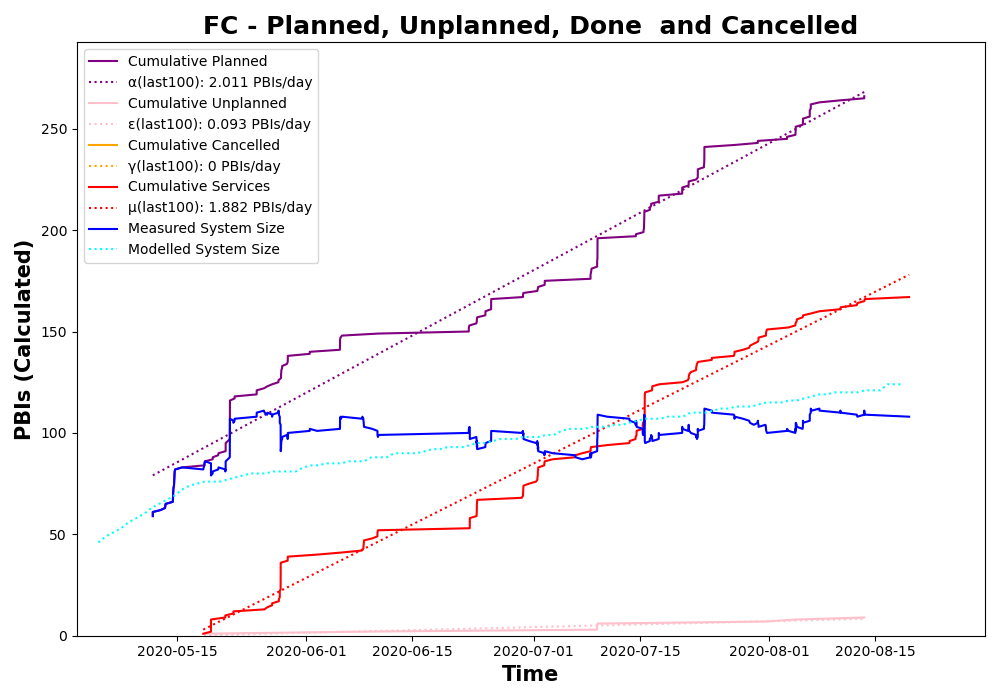 FC - Planned, Unplanned, Done  and Cancelled
Cumulative Planned
α(last100): 2.011 PBIs/day
Cumulative Unplanned
ε(last100): 0.093 PBIs/day
Cumulative Cancelled
γ(last100): 0 PBIs/day
Cumulative Services
μ(last100): 1.882 PBIs/day
Measured System Size
Modelled System Size
PBIs (Calculated)
250
200
150
100
50
0
2020-05-15
2020-06-01
2020-06-15
2020-07-01
2020-07-15
2020-08-01
2020-08-15
Time